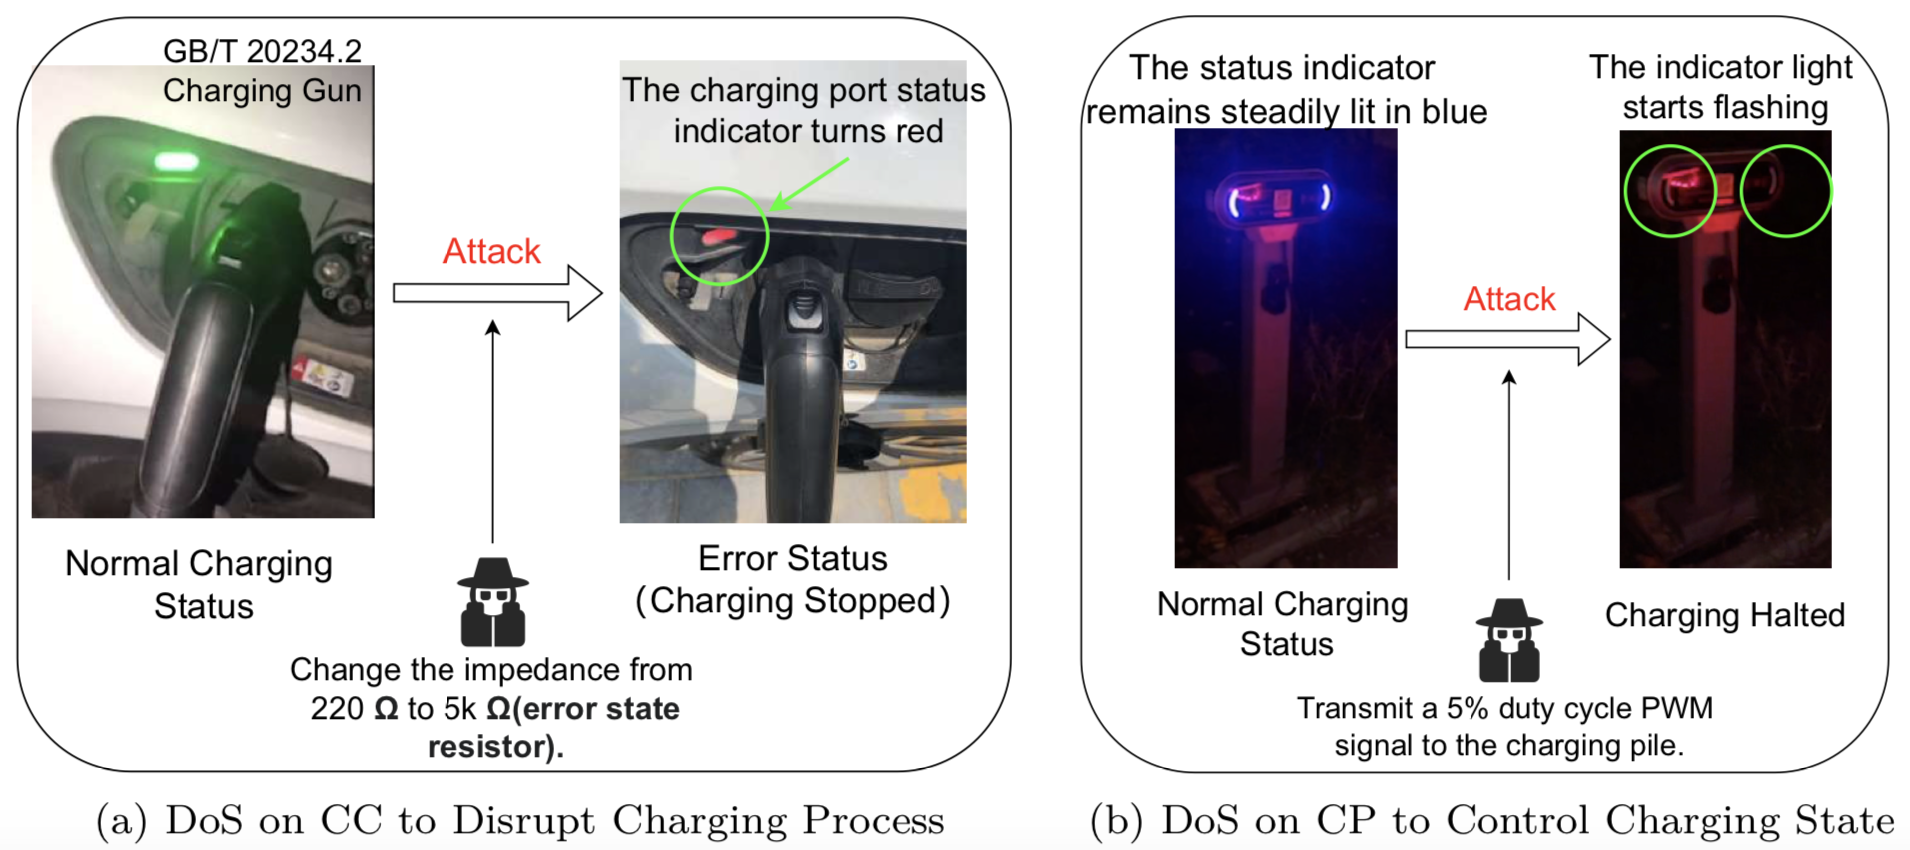 GB/T 20234.2
Charging Gun
The charging port status
indicator turns red
Attack
Normal Charging
Status
Error Status
(Charging Stopped)
Change the impedance from
220 Ω to 5k Ω(error state
resistor).
(a) DoS on CC to Disrupt Charging Process
The status indicator
remains steadily lit in blue
The indicator light
starts flashing
Attack
Normal Charging
Status
Charging Halted
Transmit a 5% duty cycle PWM
signal to the charging pile.
(b) DoS on CP to Control Charging State